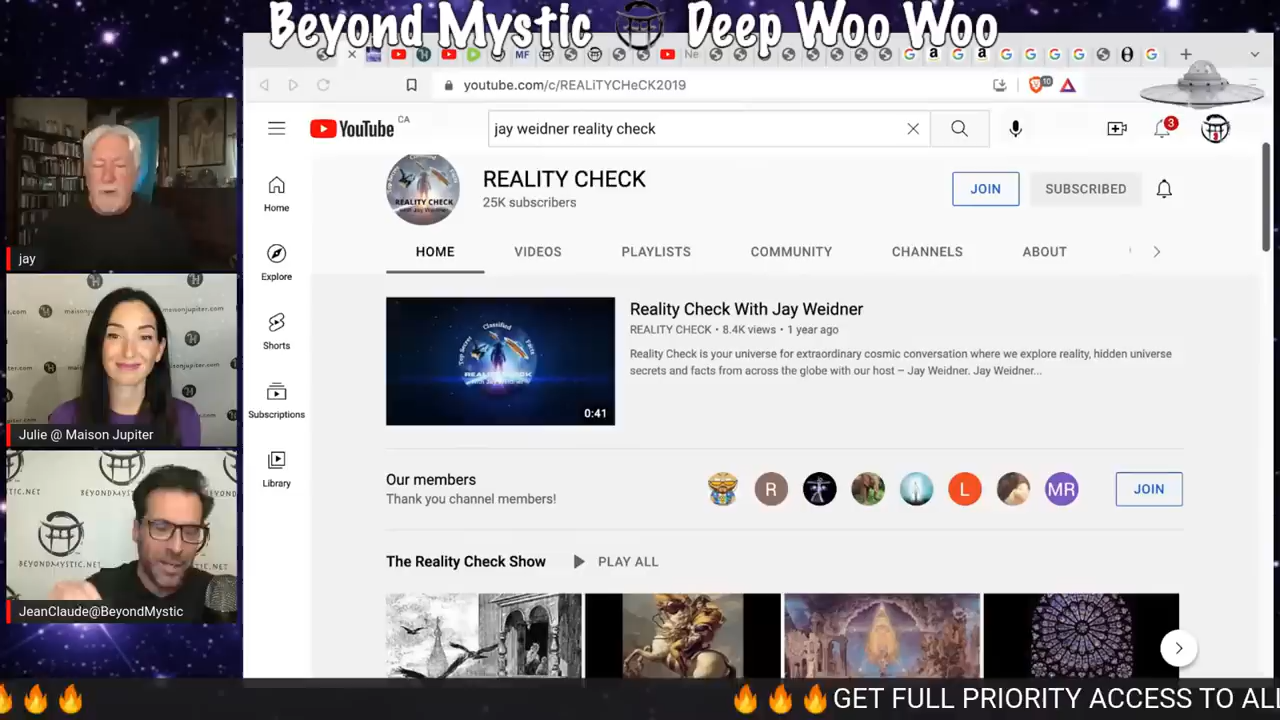 Beyond Mystic Deep Woo Woo
youtube.com/c/REALiTYCHeCK2019
10
YouTube CA
jay weidner reality check
3
REALITY CHECK
25K subscribers
JOIN
SUBSCRIBED
HOME
VIDEOS
PLAYLISTS
COMMUNITY
CHANNELS
ABOUT
Home
Explore
Shorts
Subscriptions
Library
Reality Check With Jay Weidner
REALITY CHECK • 8.4K views • 1 year ago
Reality Check is your universe for extraordinary cosmic conversation where we explore reality, hidden universe
secrets and facts from across the globe with our host – Jay Weidner. Jay Weidner...
0:41
Our members
Thank you channel members!
R
L
MR
JOIN
The Reality Check Show
PLAY ALL
jay
Julie @ Maison Jupiter
BEYONDMYSTIC.NET
JeanClaude@BeyondMystic
GET FULL PRIORITY ACCESS TO ALL